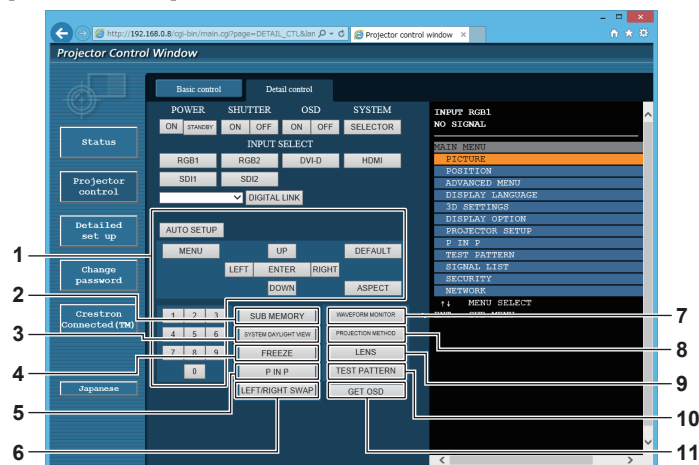 http://192.168.0.8/cgi-bin/main.cgi?page=DETAIL_CTL&lan
Projector control window
Projector Control Window
Status
Projector control
Detailed set up
Change password
Crestron Connected(TM)
Japanese
Basic control
Detail control
POWER SHUTTER OSD SYSTEM
ON STANDBY ON OFF ON OFF SELECTOR
INPUT SELECT
RGB1 RGB2 DVI-D HDMI
SDI1 SDI2
DIGITAL LINK
AUTO SETUP
MENU UP DEFAULT
LEFT ENTER RIGHT
DOWN ASPECT
1 2 3 SUB MEMORY WAVEFORM MONITOR
4 5 6 SYSTEM DAYLIGHT VIEW PROJECTION METHOD
7 8 9 FREEZE LENS
0 P IN P TEST PATTERN
LEFT/RIGHT SWAP GET OSD
INPUT RGB1
NO SIGNAL
MAIN MENU
PICTURE
POSITION
ADVANCED MENU
DISPLAY LANGUAGE
3D SETTINGS
DISPLAY OPTION
PROJECTOR SETUP
P IN P
TEST PATTERN
SIGNAL LIST
SECURITY
NETWORK
↑↓ MENU SELECT
1
2
3
4
5
6
7
8
9
10
11